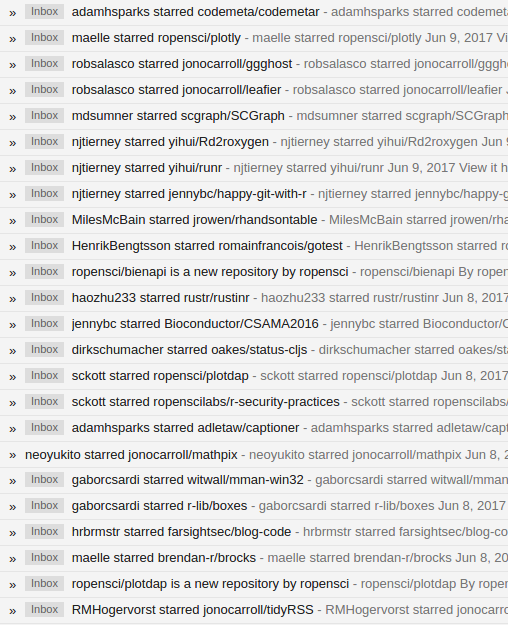 » Inbox adamhsparks starred codemeta/codemetar - adamhsparks starred codemet
» Inbox maelle starred ropensci/plotly - maelle starred ropensci/plotly Jun 9, 2017 Vi
» Inbox robsalasco starred jonocarroll/ggghost - robsalasco starred jonocarroll/gggh
» Inbox robsalasco starred jonocarroll/leafier - robsalasco starred jonocarroll/leafier J
» Inbox mdsumner starred scgraph/SCGraph - mdsumner starred scgraph/SCGraph
» Inbox njtierney starred yihui/Rd2roxygen - njtierney starred yihui/Rd2roxygen Jun 9
» Inbox njtierney starred yihui/runr - njtierney starred yihui/runr Jun 9, 2017 View it h
» Inbox njtierney starred jennybc/happy-git-with-r - njtierney starred jennybc/happy-g
» Inbox MilesMcBain starred jrowen/rhandsontable - MilesMcBain starred jrowen/rha
» Inbox HenrikBengtsson starred romainfrancois/gotest - HenrikBengtsson starred ro
» Inbox ropensci/bienapi is a new repository by ropensci - ropensci/bienapi By roper
» Inbox haozhu233 starred rustr/rustinr - haozhu233 starred rustr/rustinr Jun 8, 2017
» Inbox jennybc starred Bioconductor/CSAMA2016 - jennybc starred Bioconductor/C
» Inbox dirkschumacher starred oakes/status-cljs - dirkschumacher starred oakes/st
» Inbox sckott starred ropensci/plotdap - sckott starred ropensci/plotdap Jun 8, 2017
» Inbox sckott starred ropenscilabs/r-security-practices - sckott starred ropenscilabs/
» Inbox adamhsparks starred adletaw/captioner - adamhsparks starred adletaw/capt
» neoyukito starred jonocarroll/mathpix - neoyukito starred jonocarroll/mathpix Jun 8, 2
» Inbox gaborcsardi starred witwall/mman-win32 - gaborcsardi starred witwall/mman
» Inbox gaborcsardi starred r-lib/boxes - gaborcsardi starred r-lib/boxes Jun 8, 2017
» Inbox hrbrmstr starred farsightsec/blog-code - hrbrmstr starred farsightsec/blog-co
» Inbox maelle starred brendan-r/brocks - maelle starred brendan-r/brocks Jun 8, 20
» Inbox ropensci/plotdap is a new repository by ropensci - ropensci/plotdap By roper
» Inbox RMHogervorst starred jonocarroll/tidyRSS - RMHogervorst starred jonocarro